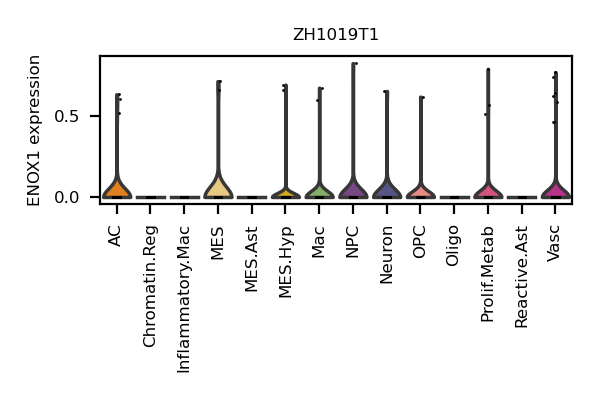 ZH1019T1
ENOX1 expression
0.5
0.0
AC
Chromatin.Reg
Inflammatory.Mac
MES
MES.Ast
MES.Hyp
Mac
NPC
Neuron
OPC
Oligo
Prolif.Metab
Reactive.Ast
Vasc